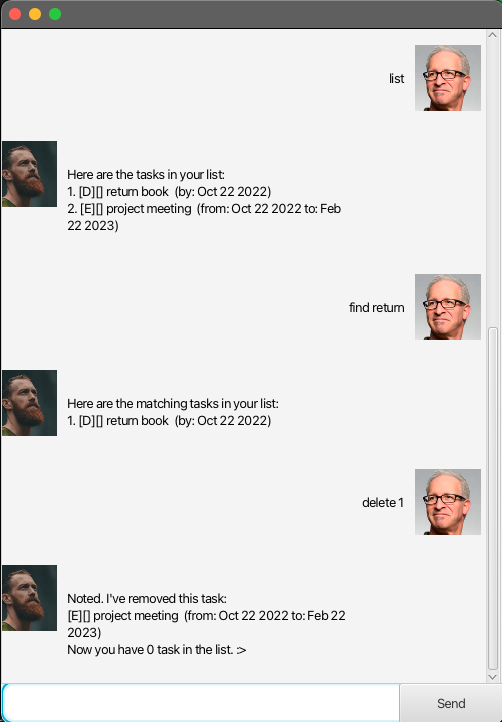 list
Here are the tasks in your list:
1. [D][] return book  (by: Oct 22 2022)
2. [E][] project meeting  (from: Oct 22 2022 to: Feb
22 2023)
find return
Here are the matching tasks in your list:
1. [D][] return book  (by: Oct 22 2022)
delete 1
Noted. I've removed this task:
[E][] project meeting  (from: Oct 22 2022 to: Feb 22
2023)
Now you have 0 task in the list. :>
Send